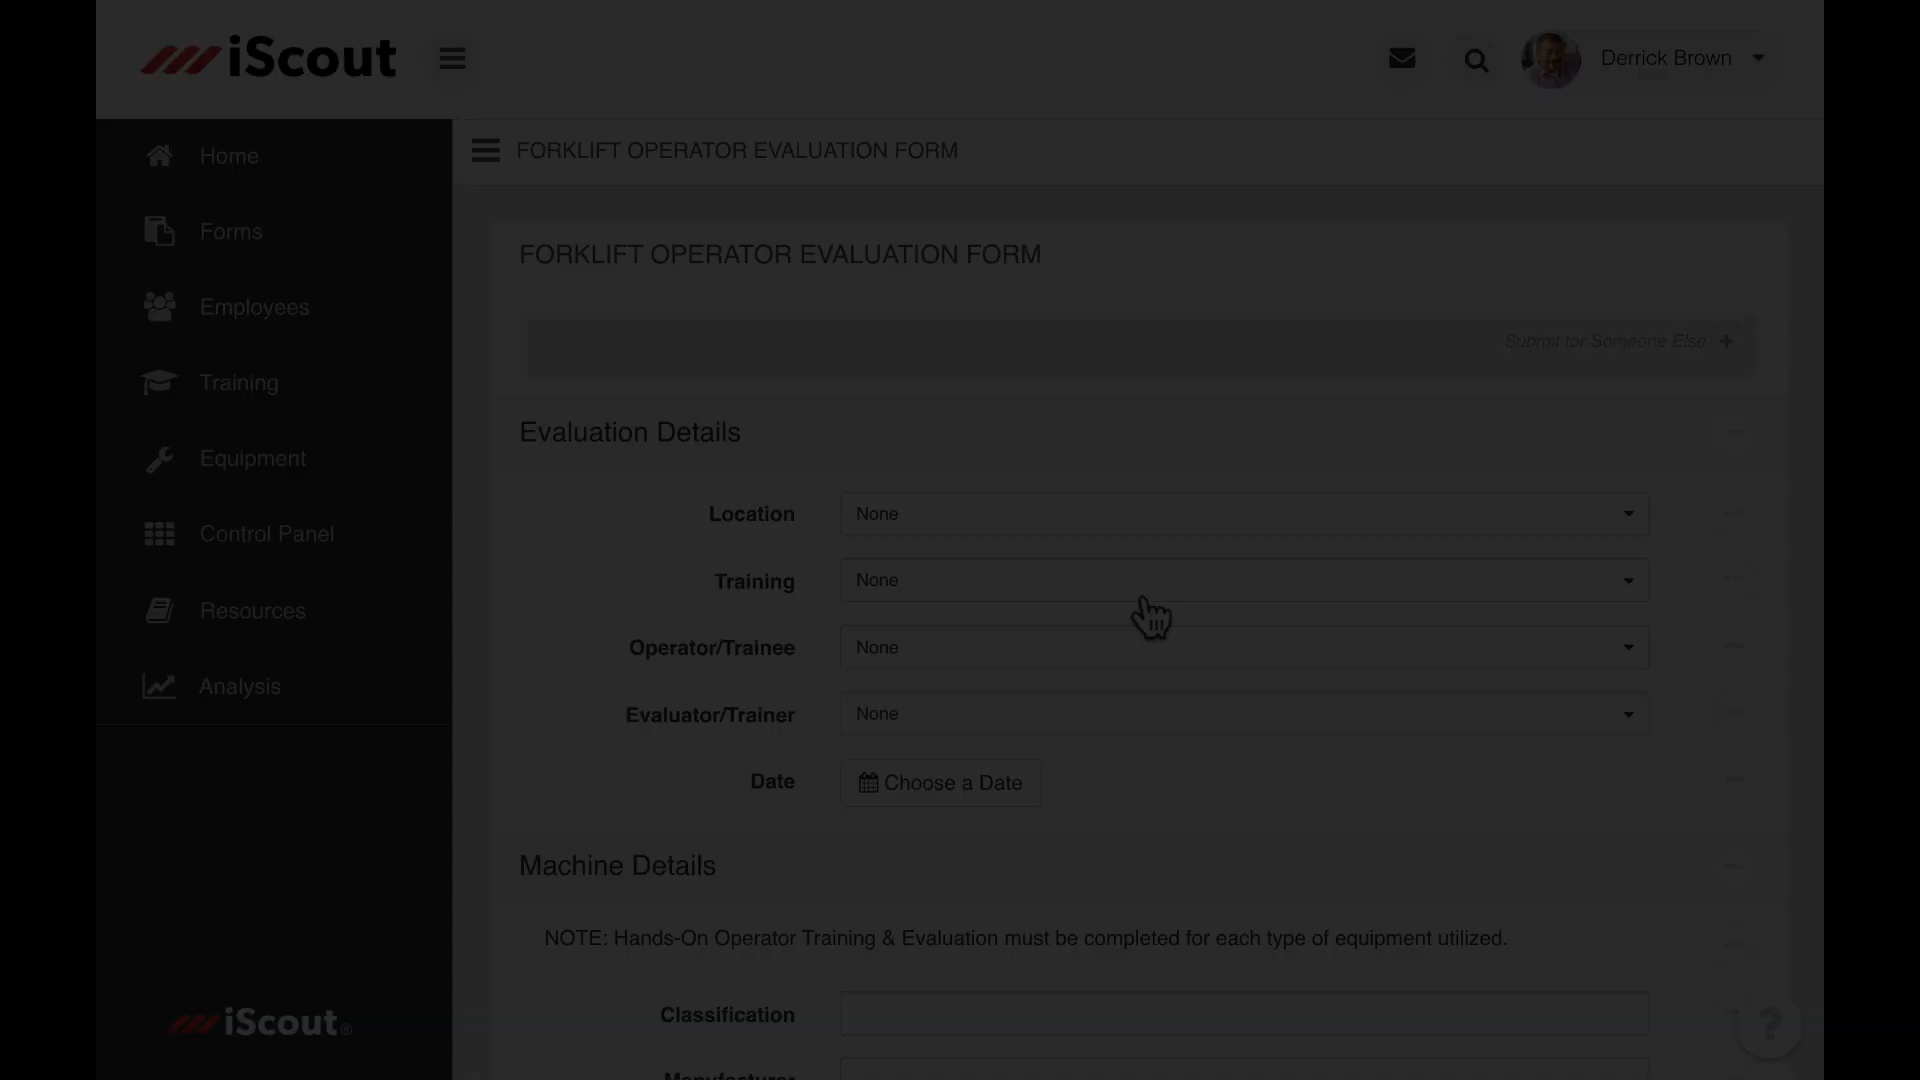 iScout
Derrick Brown
Home
Forms
Employees
Training
Equipment
Control Panel
Resources
Analysis
iScout®
FORKLIFT OPERATOR EVALUATION FORM
FORKLIFT OPERATOR EVALUATION FORM
Submit for Someone Else +
Evaluation Details
Location None
Training None
Operator/Trainee None
Evaluator/Trainer None
Date Choose a Date
Machine Details
NOTE: Hands-On Operator Training & Evaluation must be completed for each type of equipment utilized.
Classification
Manufacturer
?